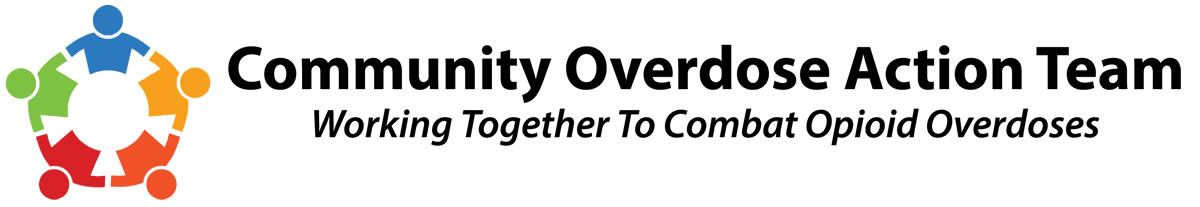 Community Overdose Action Team
Working Together To Combat Opioid Overdoses